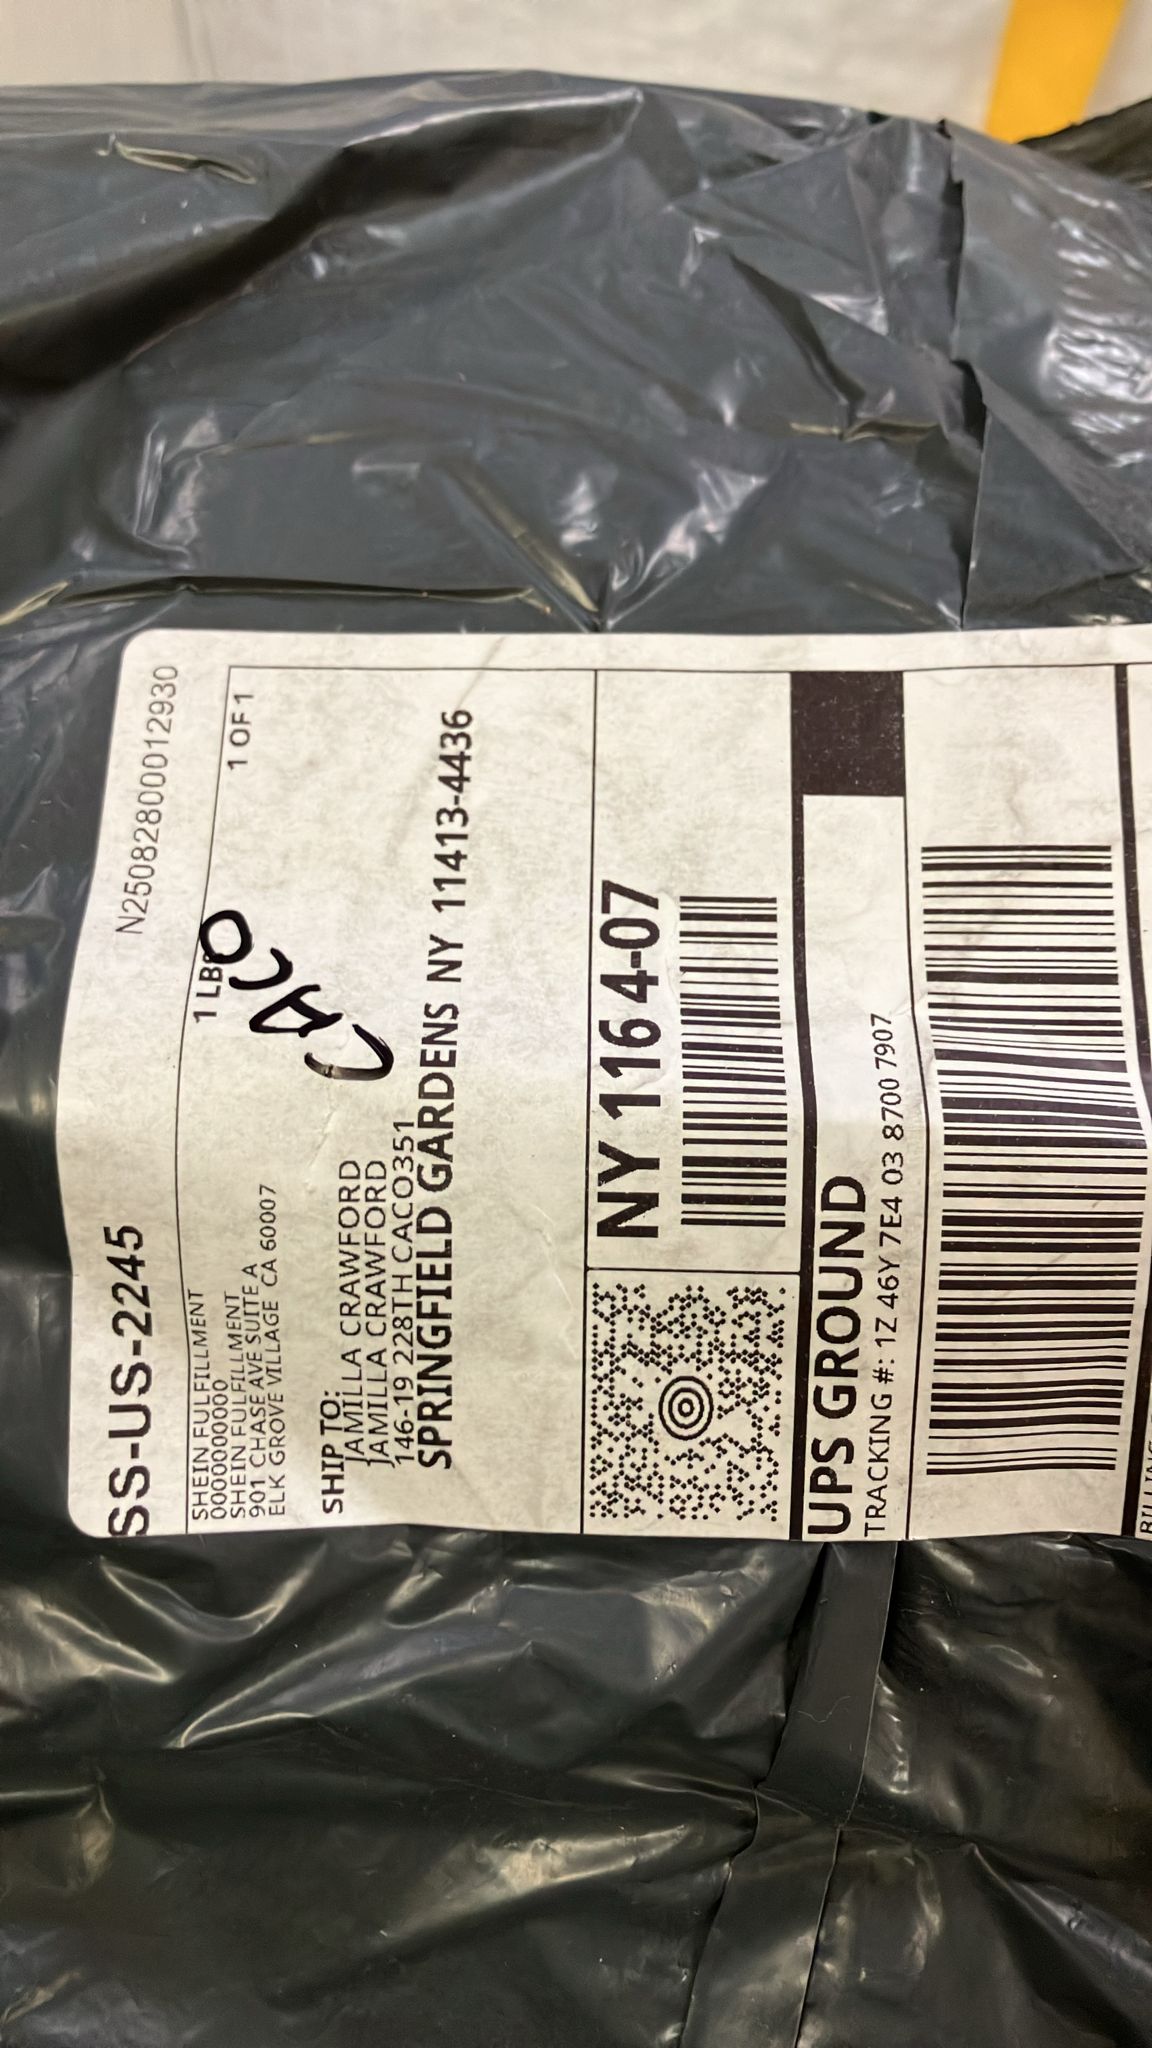 SS-US-2245
N250828000012930
SHEIN FULFILLMENT
0000000000
SHEIN FULFILLMENT
901 CHASE AVE SUITE A
ELK GROVE VILLAGE CA 60007
1 LBS
1 OF 1
CACO
SHIP TO:
JAMILLA CRAWFORD
JAMILLA CRAWFORD
146-19 228TH CACO351
SPRINGFIELD GARDENS NY 11413-4436
NY 116 4-07
UPS GROUND
TRACKING #: 1Z 46Y 7E4 03 8700 7907